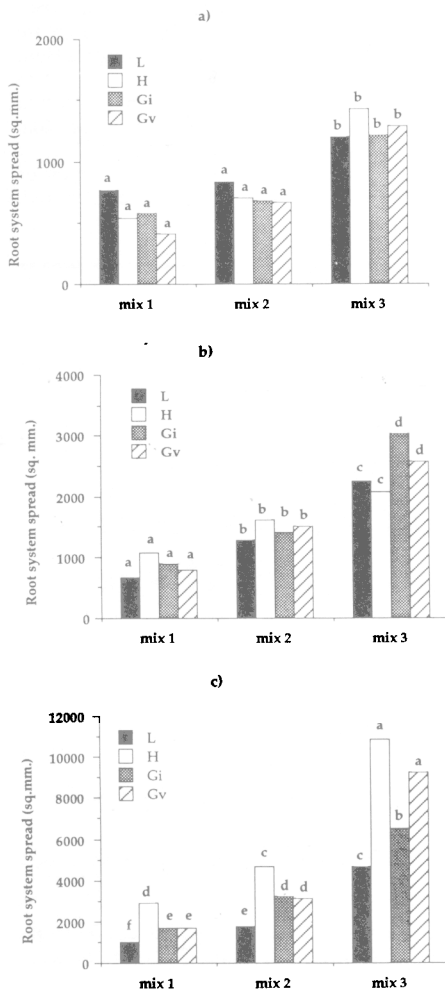 a)
Root system spread (sq.mm.)
2000
1000
0
L
H
Gi
Gv
a
a
a
a
a
a
a
a
b
b
b
b
mix 1
mix 2
mix 3
b)
Root system spread (sq. mm.)
4000
3000
2000
1000
0
L
H
Gi
Gv
a
a
a
a
b
b
b
b
c
c
d
d
mix 1
mix 2
mix 3
c)
Root system spread (sq.mm.)
12000
10000
8000
6000
4000
2000
0
L
H
Gi
Gv
f
d
e
e
e
c
d
d
c
a
b
a
mix 1
mix 2
mix 3